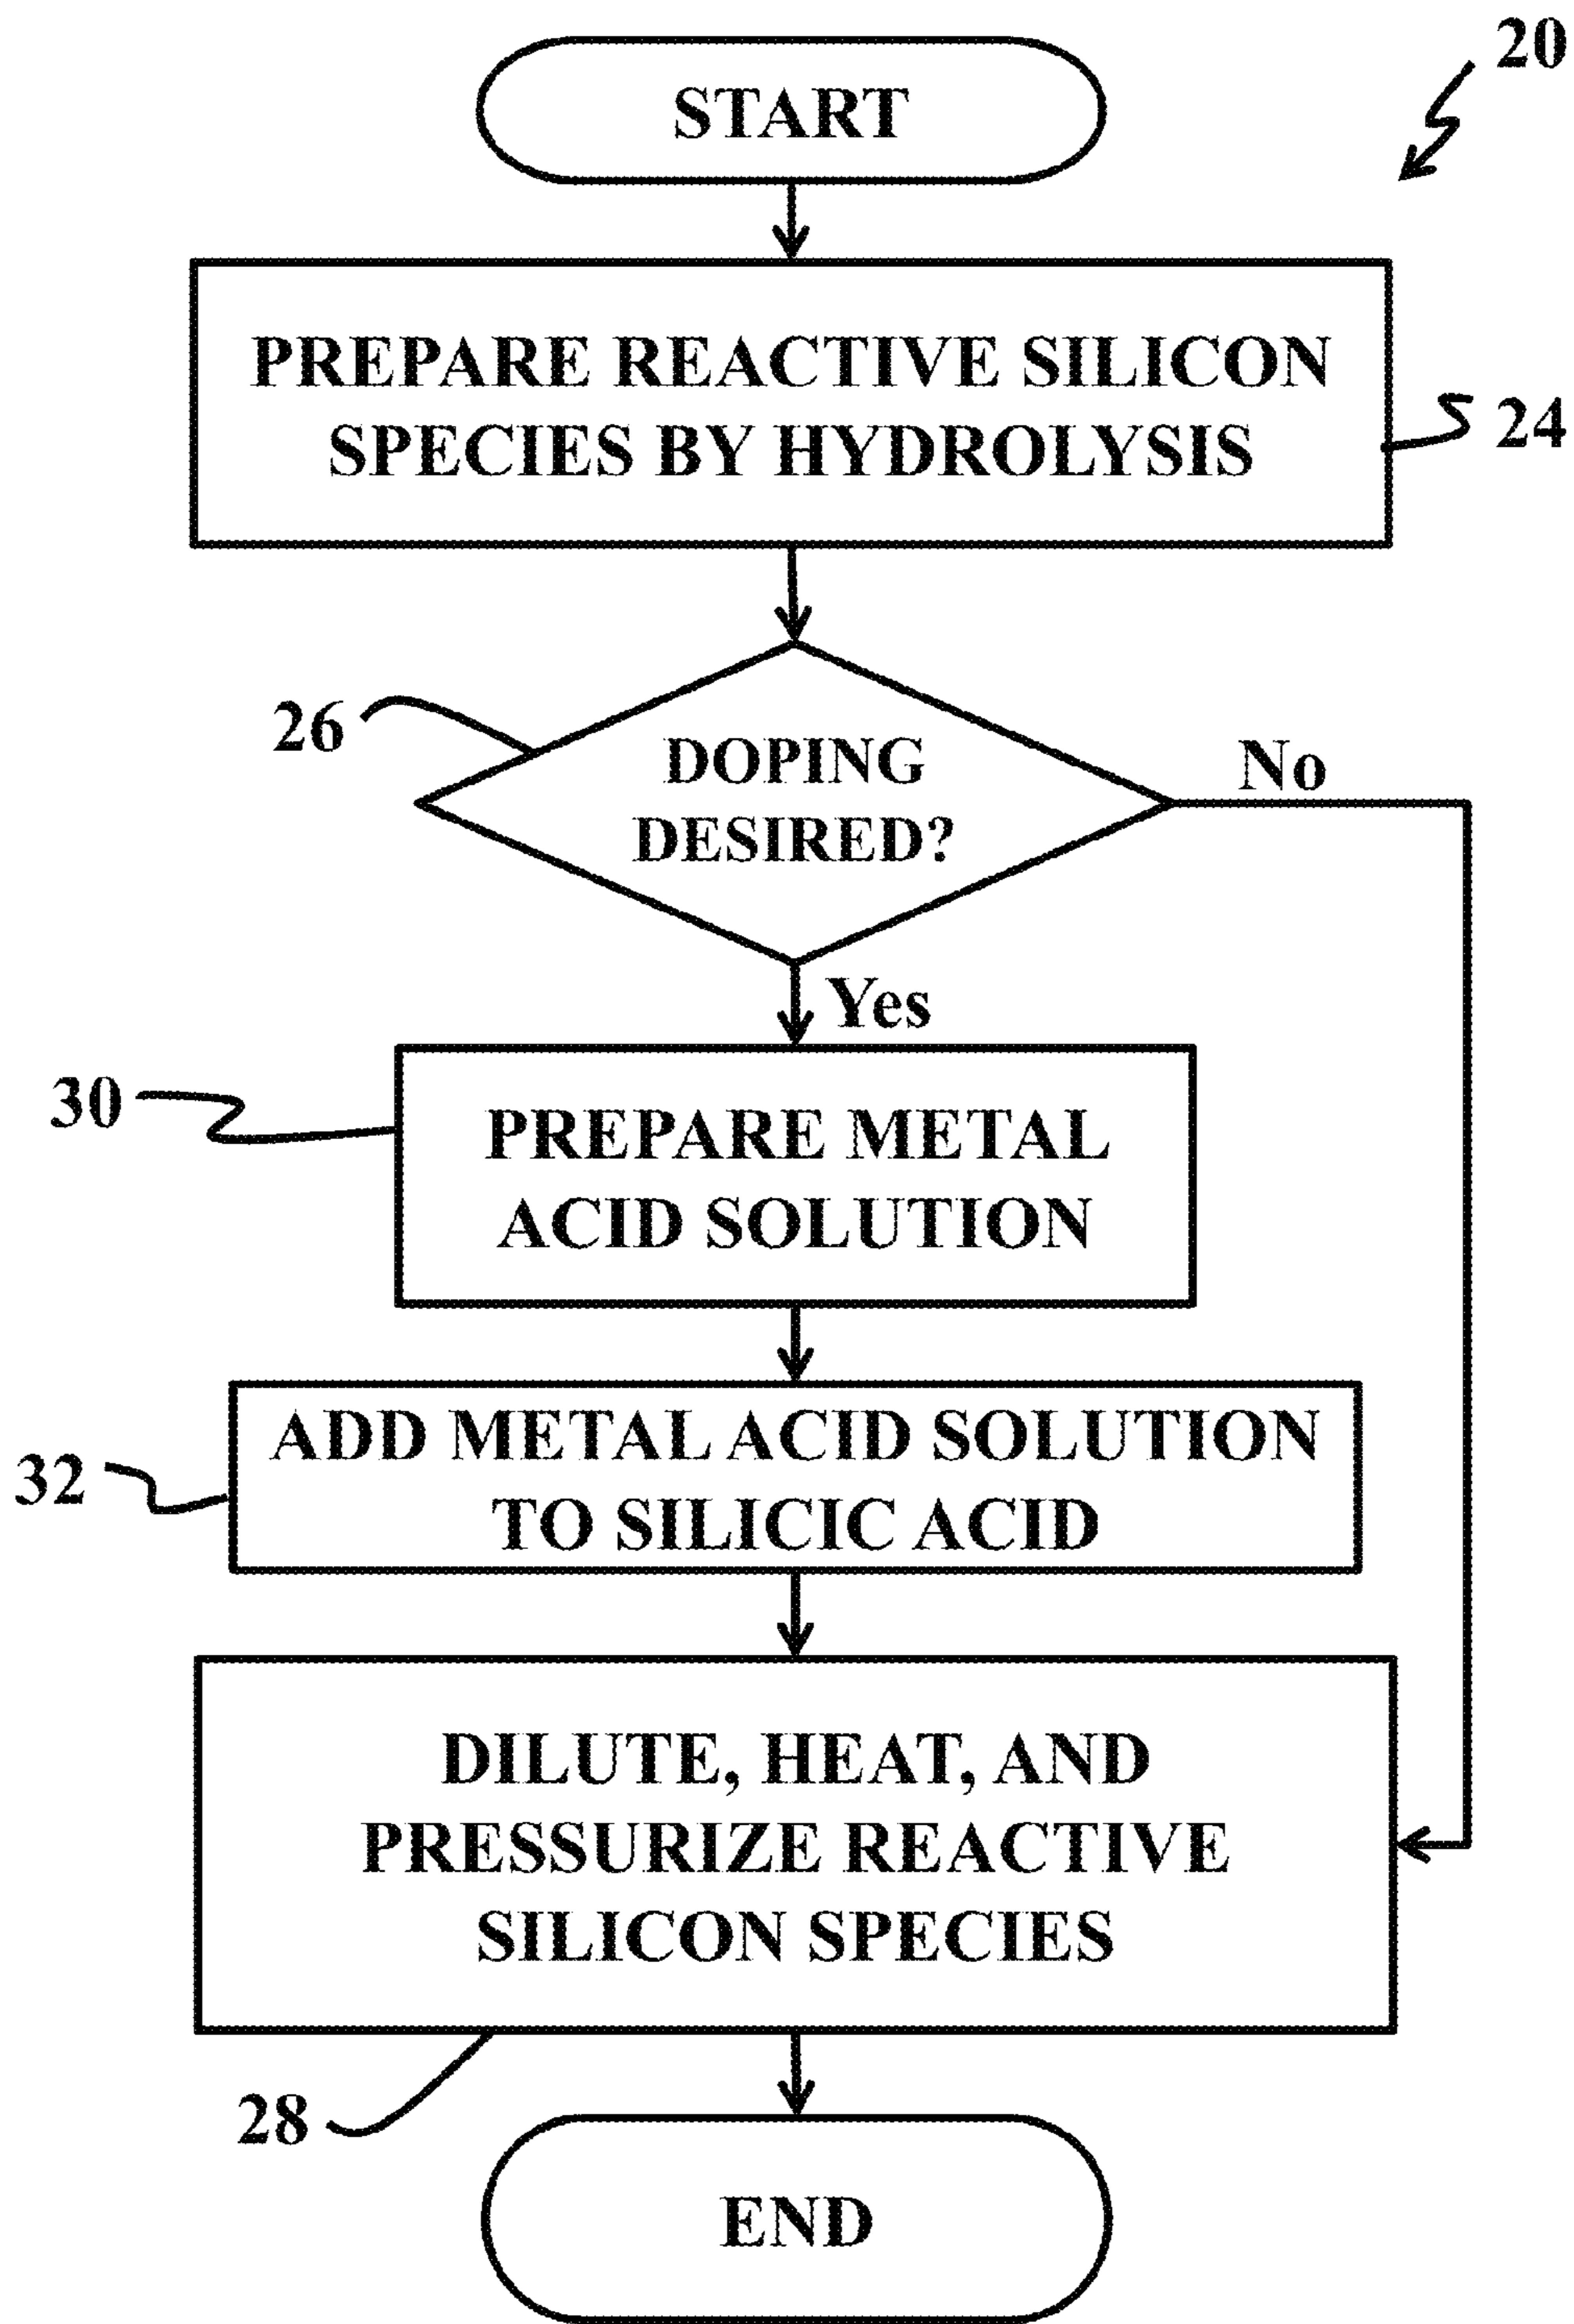 20
START
PREPARE REACTIVE SILICON
SPECIES BY HYDROLYSIS
24
26
DOPING
DESIRED?
No
Yes
30
PREPARE METAL
ACID SOLUTION
32
ADD METAL ACID SOLUTION
TO SILICIC ACID
DILUTE, HEAT, AND
PRESSURIZE REACTIVE
SILICON SPECIES
28
END